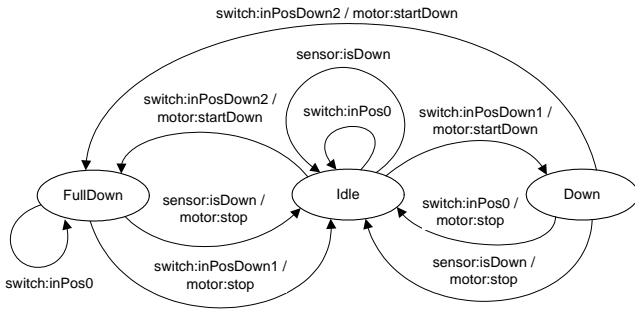 switch:inPosDown2 / motor:startDown
sensor:isDown
switch:inPosDown2 /
motor:startDown
switch:inPos0
switch:inPosDown1 /
motor:startDown
FullDown
Idle
Down
sensor:isDown /
motor:stop
switch:inPos0 /
motor:stop
switch:inPos0
switch:inPosDown1 /
motor:stop
sensor:isDown /
motor:stop